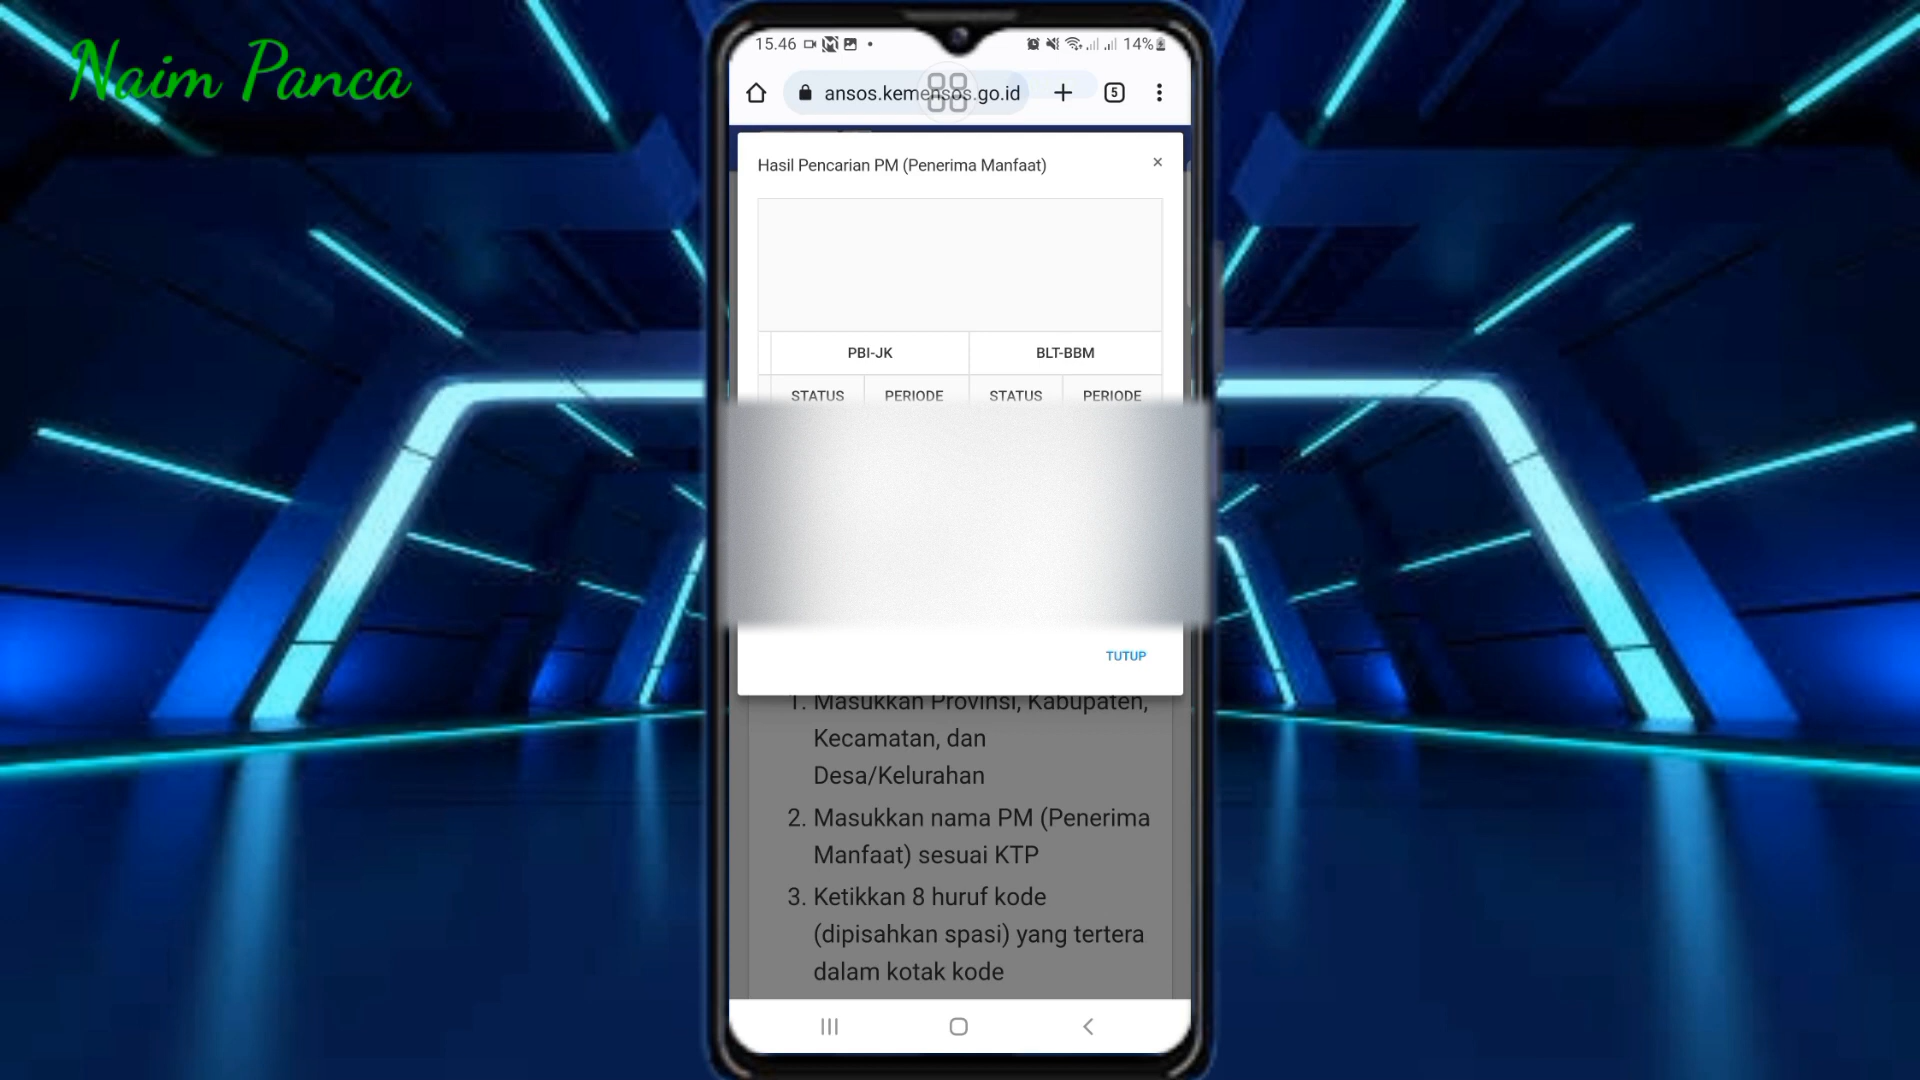 Naim Panca
15.46
14%
ansos.kemensos.go.id
5
Hasil Pencarian PM (Penerima Manfaat)
×
PBI-JK BLT-BBM
STATUS PERIODE STATUS PERIODE
TUTUP
1. Masukkan Provinsi, Kabupaten,
Kecamatan, dan
Desa/Kelurahan
2. Masukkan nama PM (Penerima
Manfaat) sesuai KTP
3. Ketikkan 8 huruf kode
(dipisahkan spasi) yang tertera
dalam kotak kode